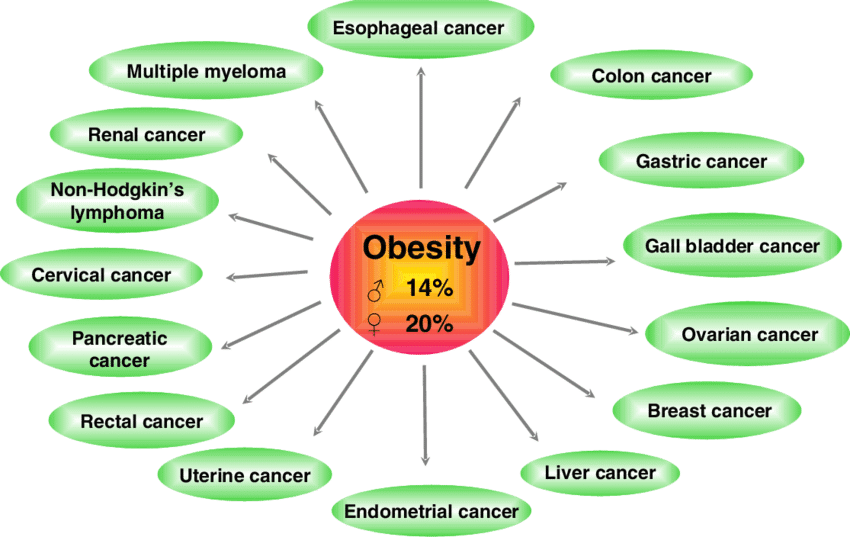 Esophageal cancer
Colon cancer
Gastric cancer
Gall bladder cancer
Ovarian cancer
Breast cancer
Liver cancer
Endometrial cancer
Uterine cancer
Rectal cancer
Pancreatic
cancer
Cervical cancer
Non-Hodgkin’s
lymphoma
Renal cancer
Multiple myeloma
Obesity
♂ 14%
♀ 20%